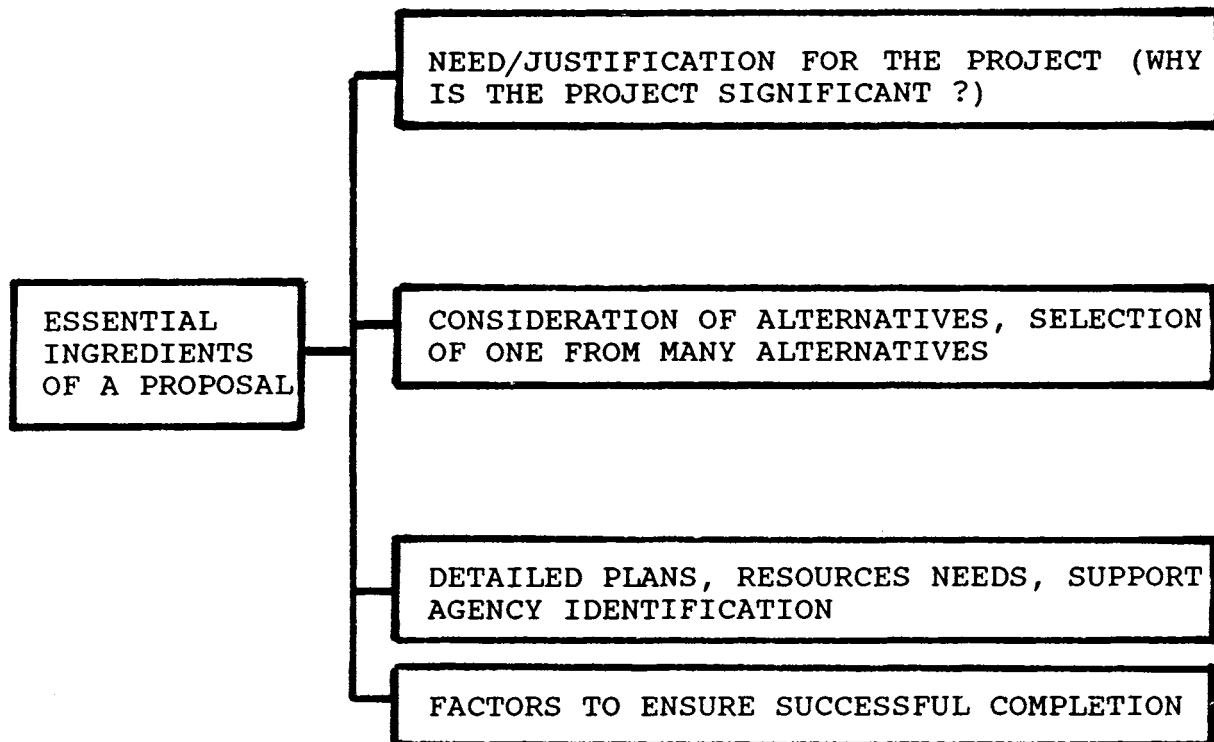 NEED/JUSTIFICATION FOR THE PROJECT (WHY
IS THE PROJECT SIGNIFICANT ?)
ESSENTIAL
INGREDIENTS
OF A PROPOSAL
CONSIDERATION OF ALTERNATIVES, SELECTION
OF ONE FROM MANY ALTERNATIVES
DETAILED PLANS, RESOURCES NEEDS, SUPPORT
AGENCY IDENTIFICATION
FACTORS TO ENSURE SUCCESSFUL COMPLETION